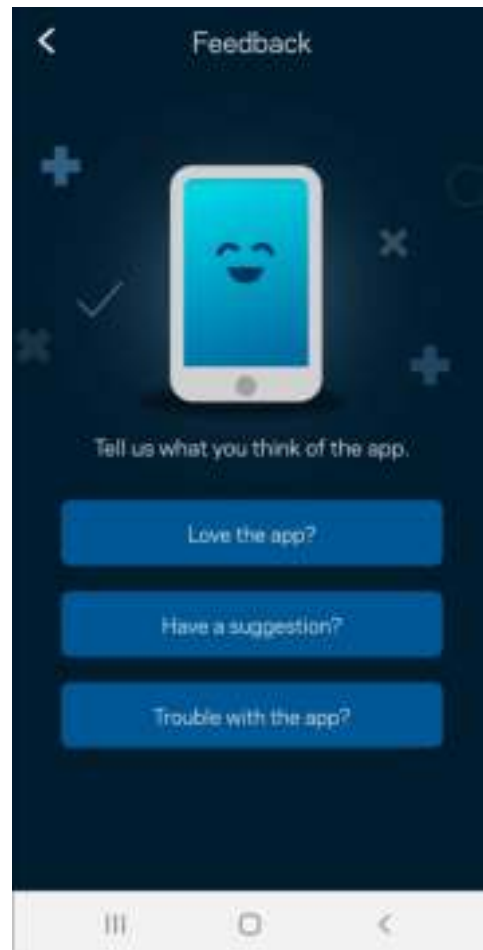 Feedback
Tell us what you think of the app.
Love the app?
Have a suggestion?
Trouble with the app?